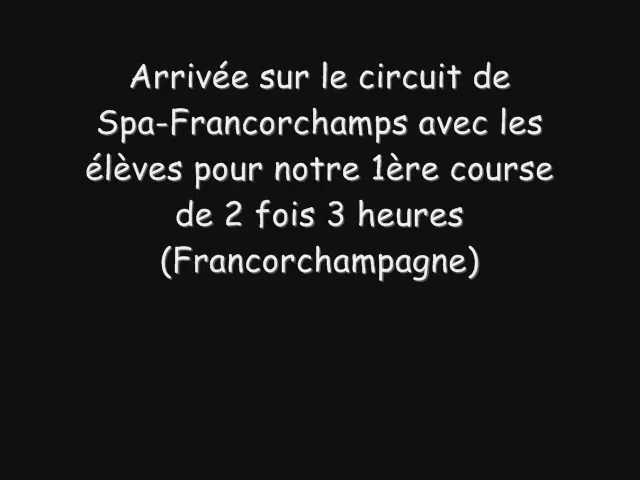 Arrivée sur le circuit de
Spa-Francorchamps avec les
élèves pour notre 1ère course
de 2 fois 3 heures
(Francorchampagne)